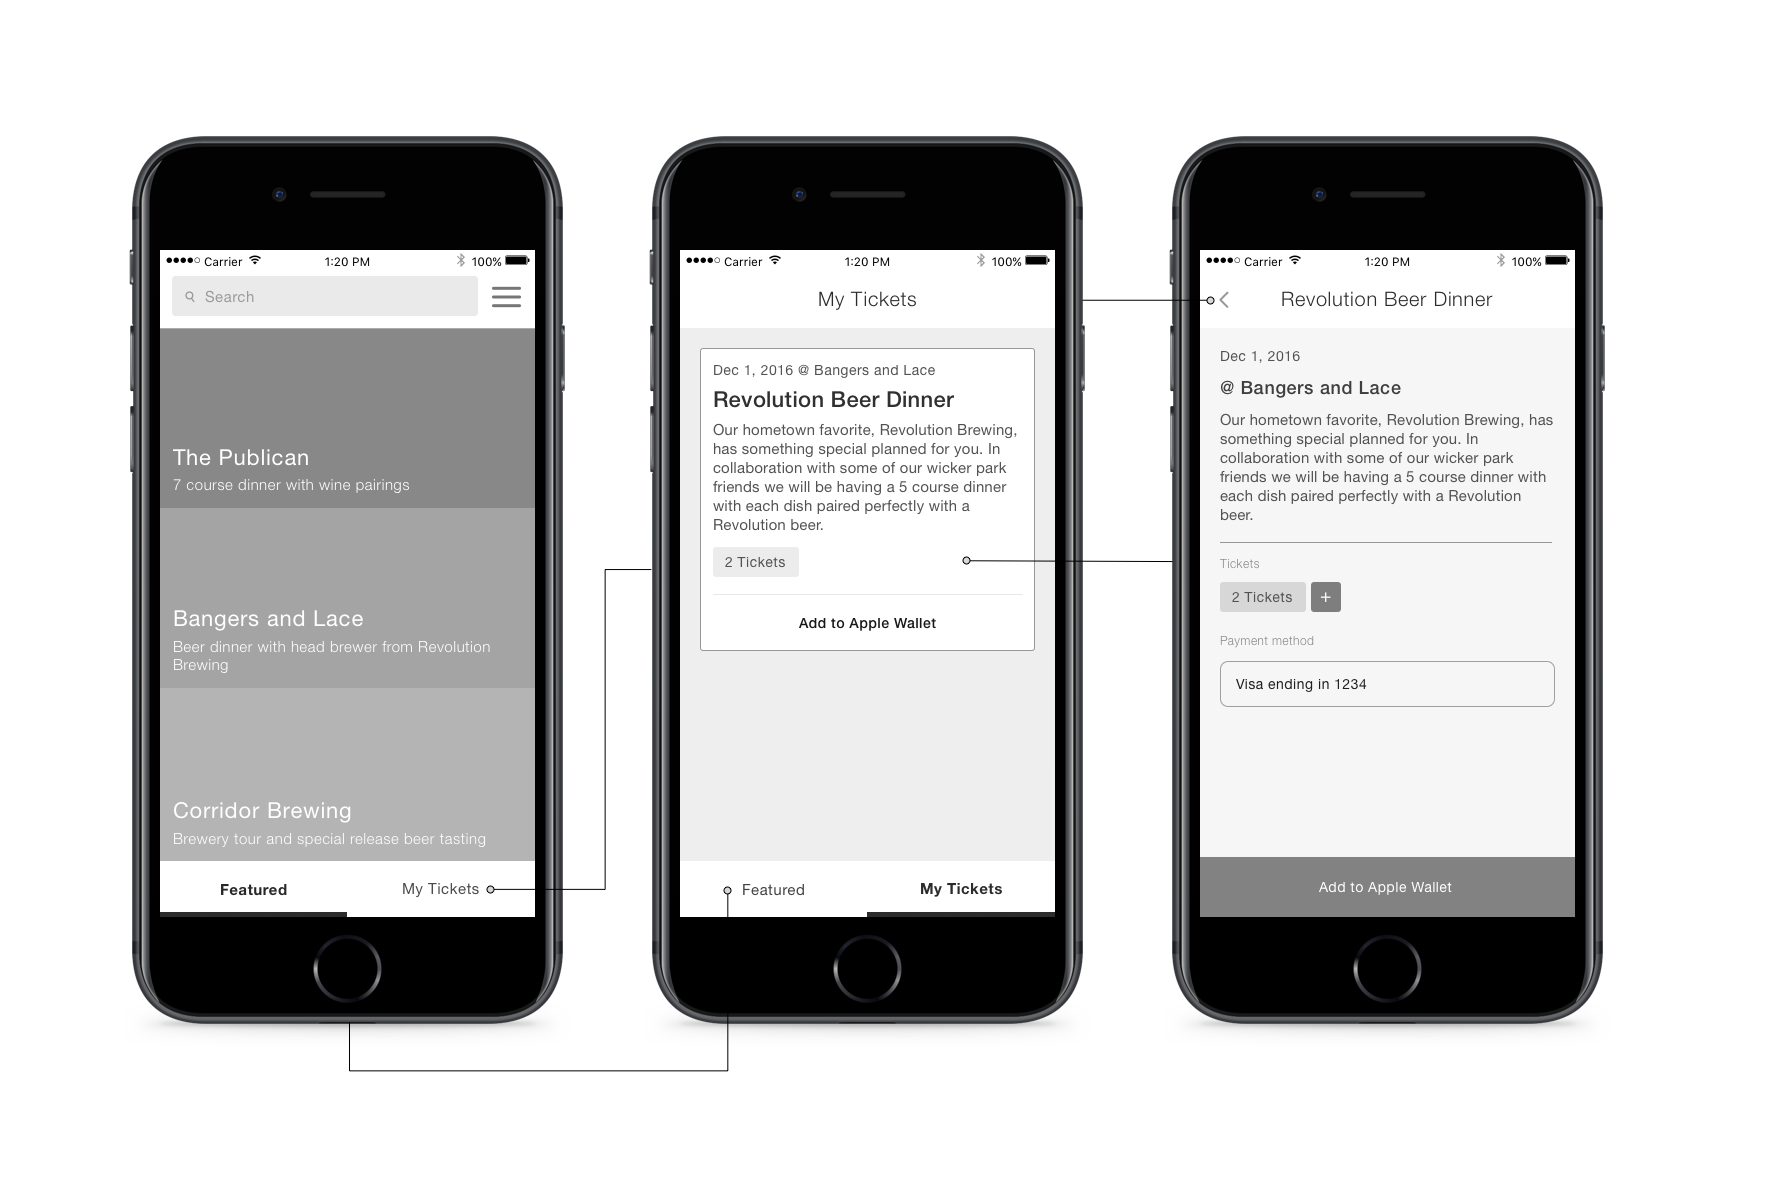 Carrier 1:20 PM 100%
Search
The Publican
7 course dinner with wine pairings
Bangers and Lace
Beer dinner with head brewer from Revolution
Brewing
Corridor Brewing
Brewery tour and special release beer tasting
Featured My Tickets
Carrier 1:20 PM 100%
My Tickets
Dec 1, 2016 @ Bangers and Lace
Revolution Beer Dinner
Our hometown favorite, Revolution Brewing,
has something special planned for you. In
collaboration with some of our wicker park
friends we will be having a 5 course dinner
with each dish paired perfectly with a
Revolution beer.
2 Tickets
Add to Apple Wallet
Featured My Tickets
Carrier 1:20 PM 100%
Revolution Beer Dinner
Dec 1, 2016
@ Bangers and Lace
Our hometown favorite, Revolution Brewing, has
something special planned for you. In
collaboration with some of our wicker park
friends we will be having a 5 course dinner with
each dish paired perfectly with a Revolution
beer.
Tickets
2 Tickets +
Payment method
Visa ending in 1234
Add to Apple Wallet